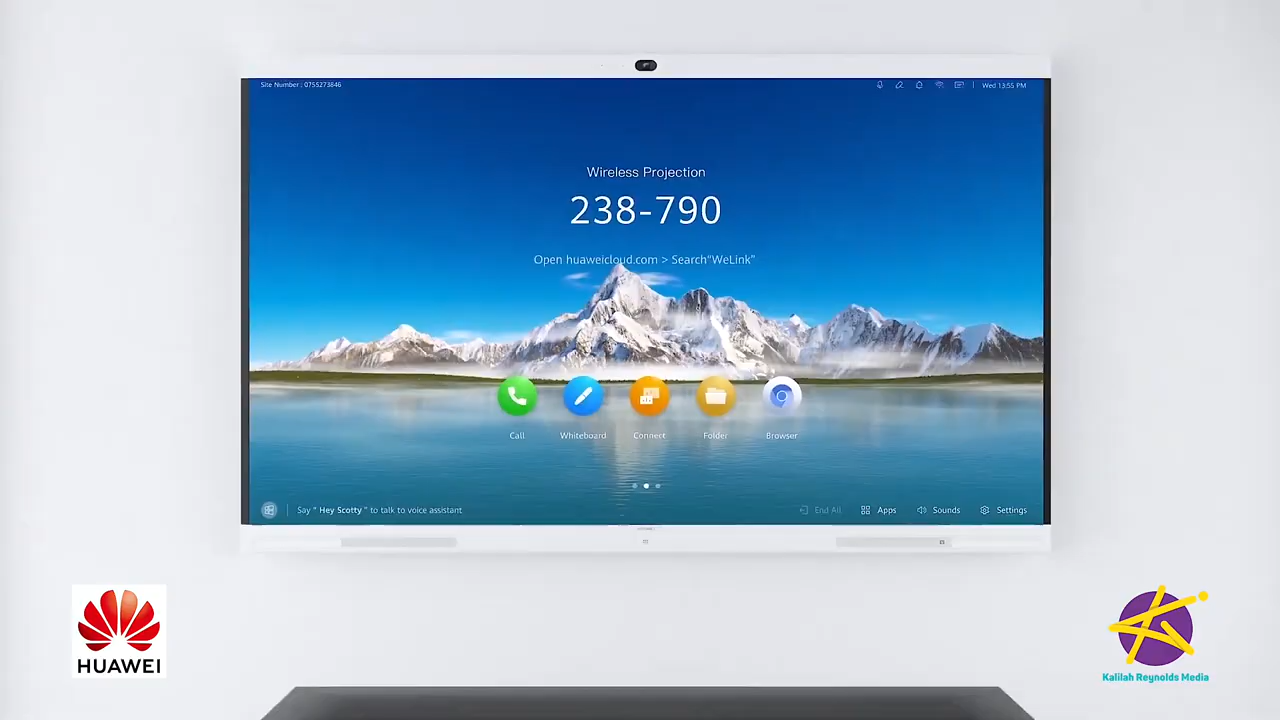 Site Number : 0755273846
Wed 13:55 PM
Wireless Projection
238-790
Open huaweicloud.com > Search"WeLink"
Call
Whiteboard
Connect
Folder
Browser
Say " Hey Scotty " to talk to voice assistant
End All
Apps
Sounds
Settings
HUAWEI
Kalilah Reynolds Media